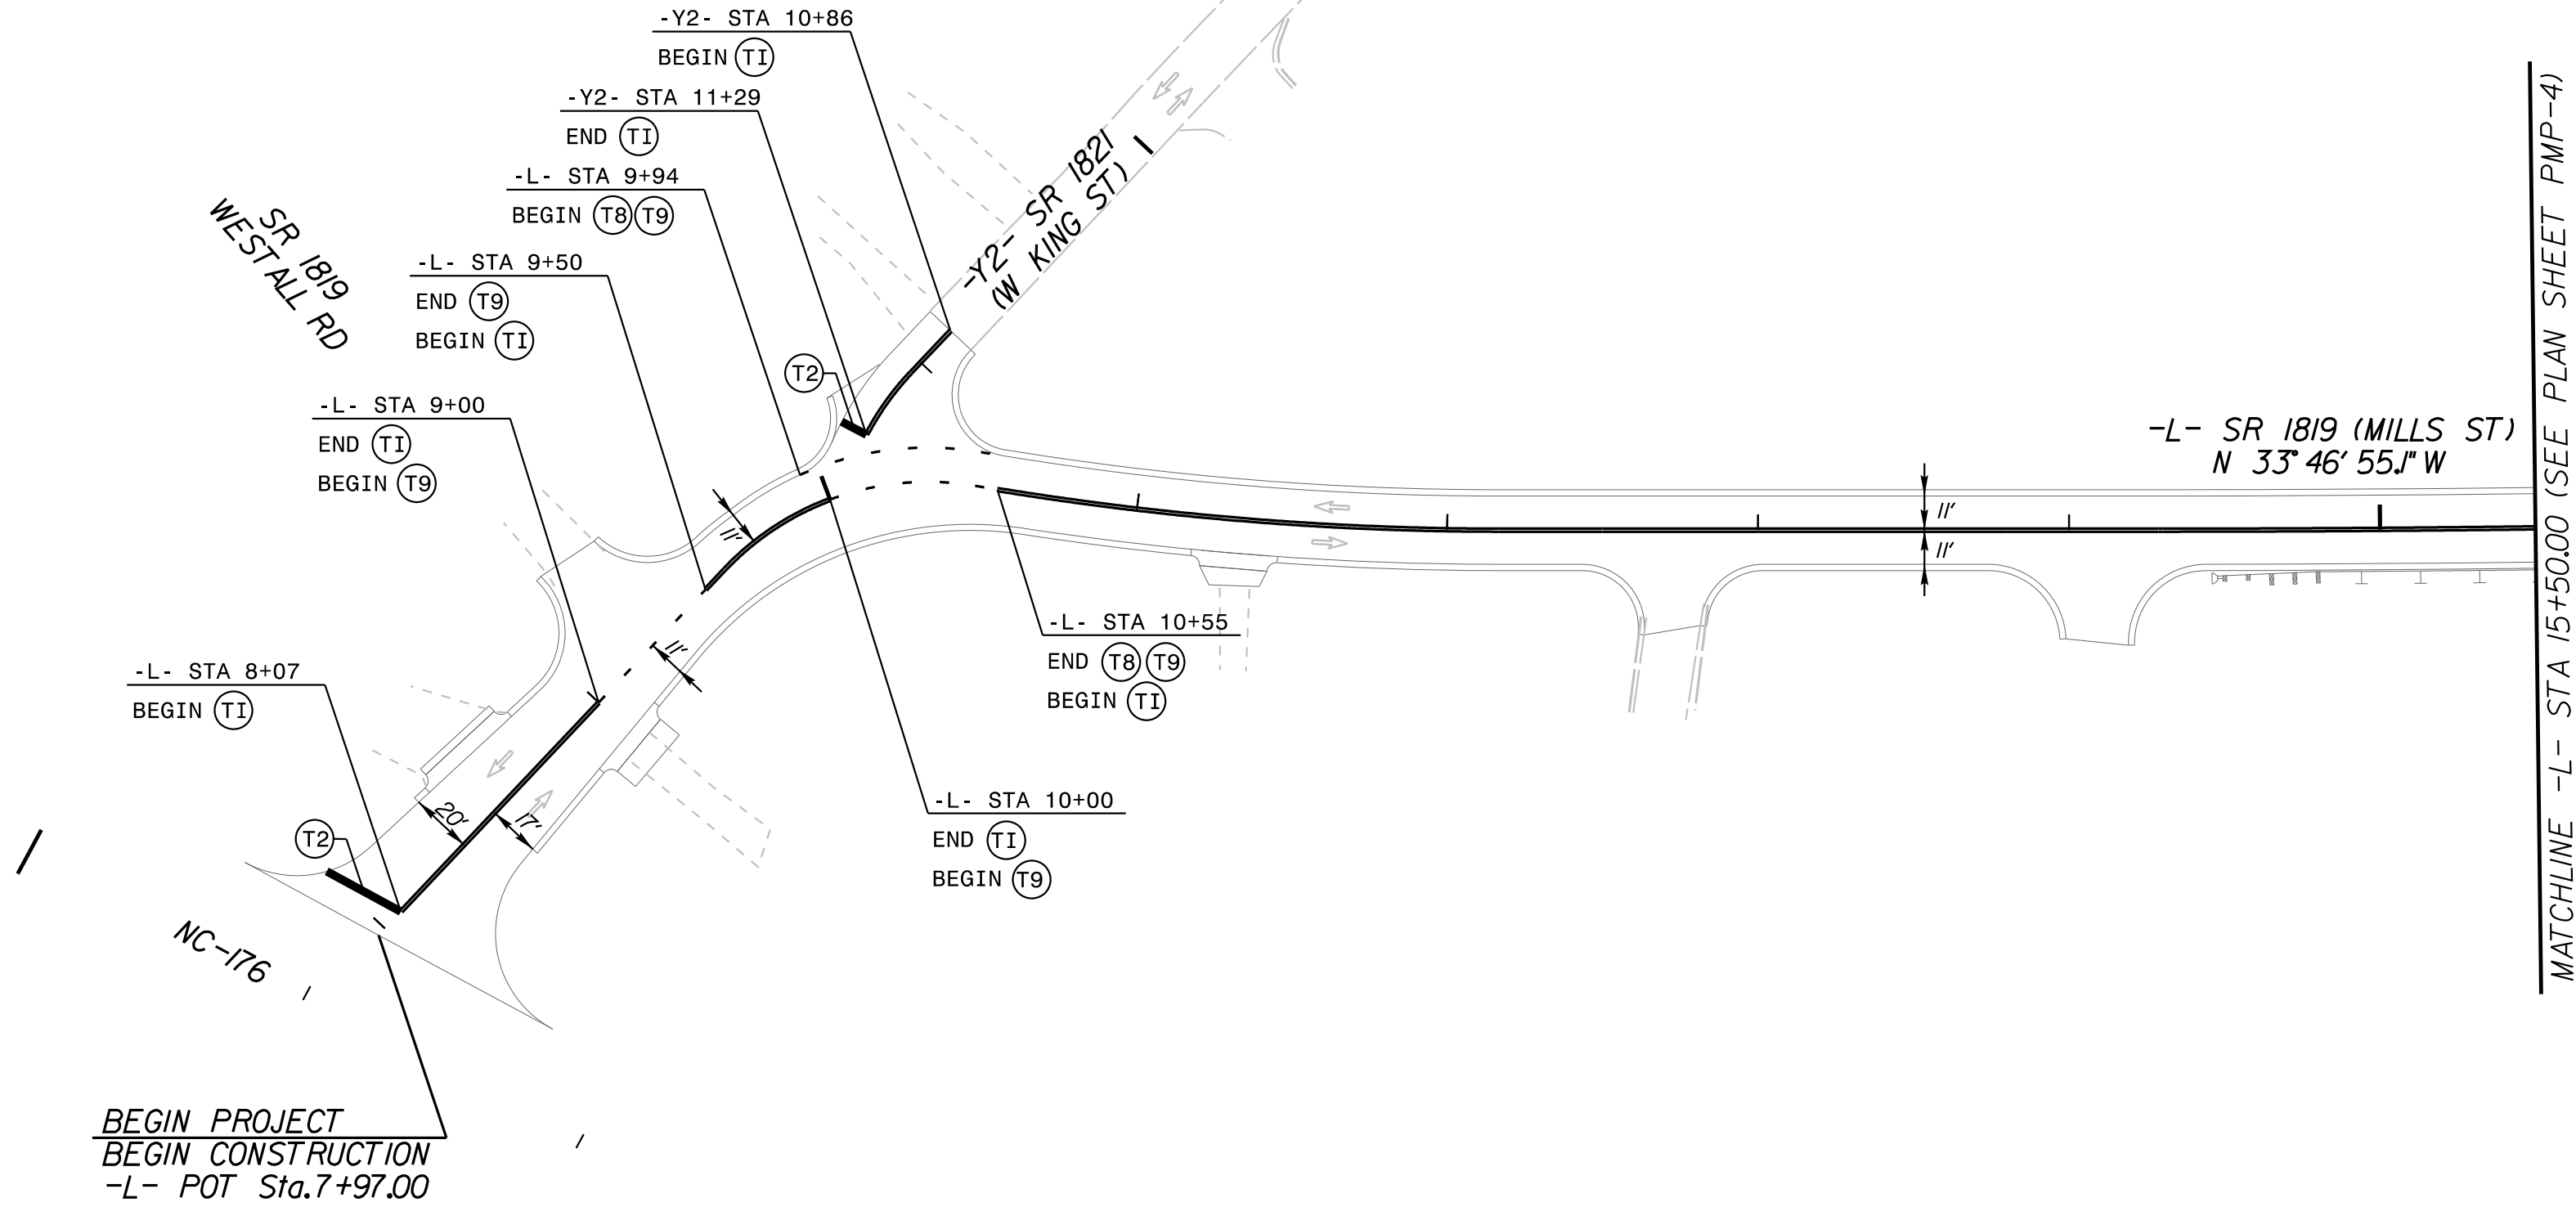 -Y2- STA 10+86
BEGIN TI
-Y2- STA 11+29
END TI
-L- STA 9+94
BEGIN T8 T9
-L- STA 9+50
END T9
BEGIN TI
-L- STA 9+00
END TI
BEGIN T9
-L- STA 8+07
BEGIN TI
SR 1819
WESTALL RD
-Y2- SR 1821
(W KING ST)
T2
11'
11'
20'
17'
T2
NC-176
-L- STA 10+55
END T8 T9
BEGIN TI
-L- STA 10+00
END TI
BEGIN T9
11'
11'
-L- SR 1819 (MILLS ST)
N 33° 46' 55.1" W
MATCHLINE -L- STA 15+50.00 (SEE PLAN SHEET PMP-4)
BEGIN PROJECT
BEGIN CONSTRUCTION
-L- POT Sta.7+97.00